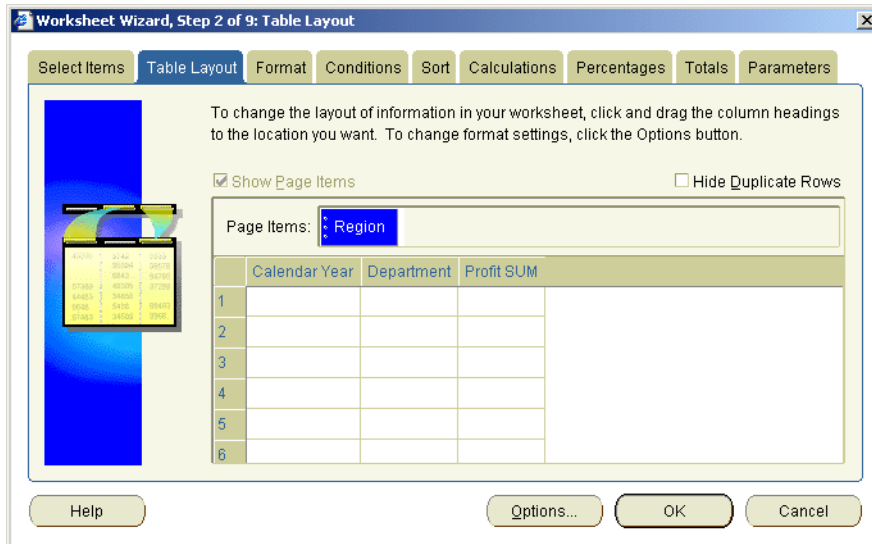 Worksheet Wizard, Step 2 of 9: Table Layout
Select Items Table Layout Format Conditions Sort Calculations Percentages Totals Parameters
To change the layout of information in your worksheet, click and drag the column headings
to the location you want. To change format settings, click the Options button.
Show Page Items Hide Duplicate Rows
Page Items: Region
Calendar Year Department Profit SUM
1
2
3
4
5
6
Help Options... OK Cancel